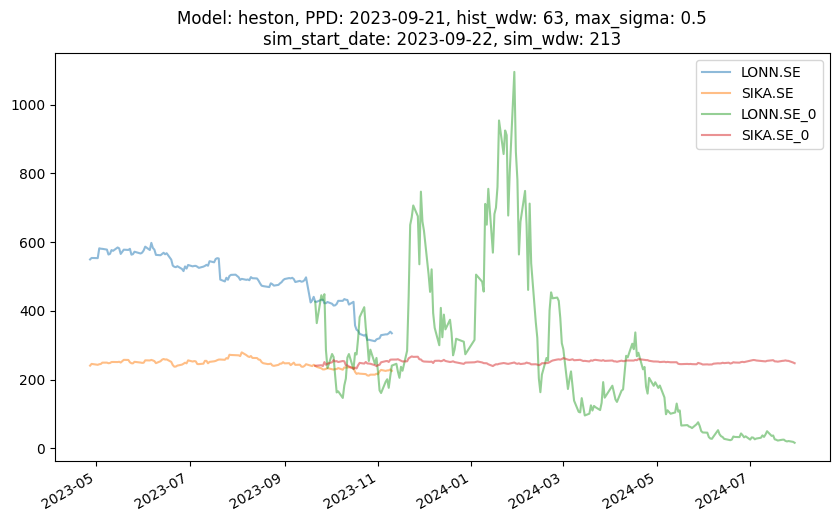 Model: heston, PPD: 2023-09-21, hist_wdw: 63, max_sigma: 0.5
sim_start_date: 2023-09-22, sim_wdw: 213
LONN.SE
SIKA.SE
LONN.SE_0
SIKA.SE_0
1000
800
600
400
200
0
2023-05
2023-07
2023-09
2023-11
2024-01
2024-03
2024-05
2024-07